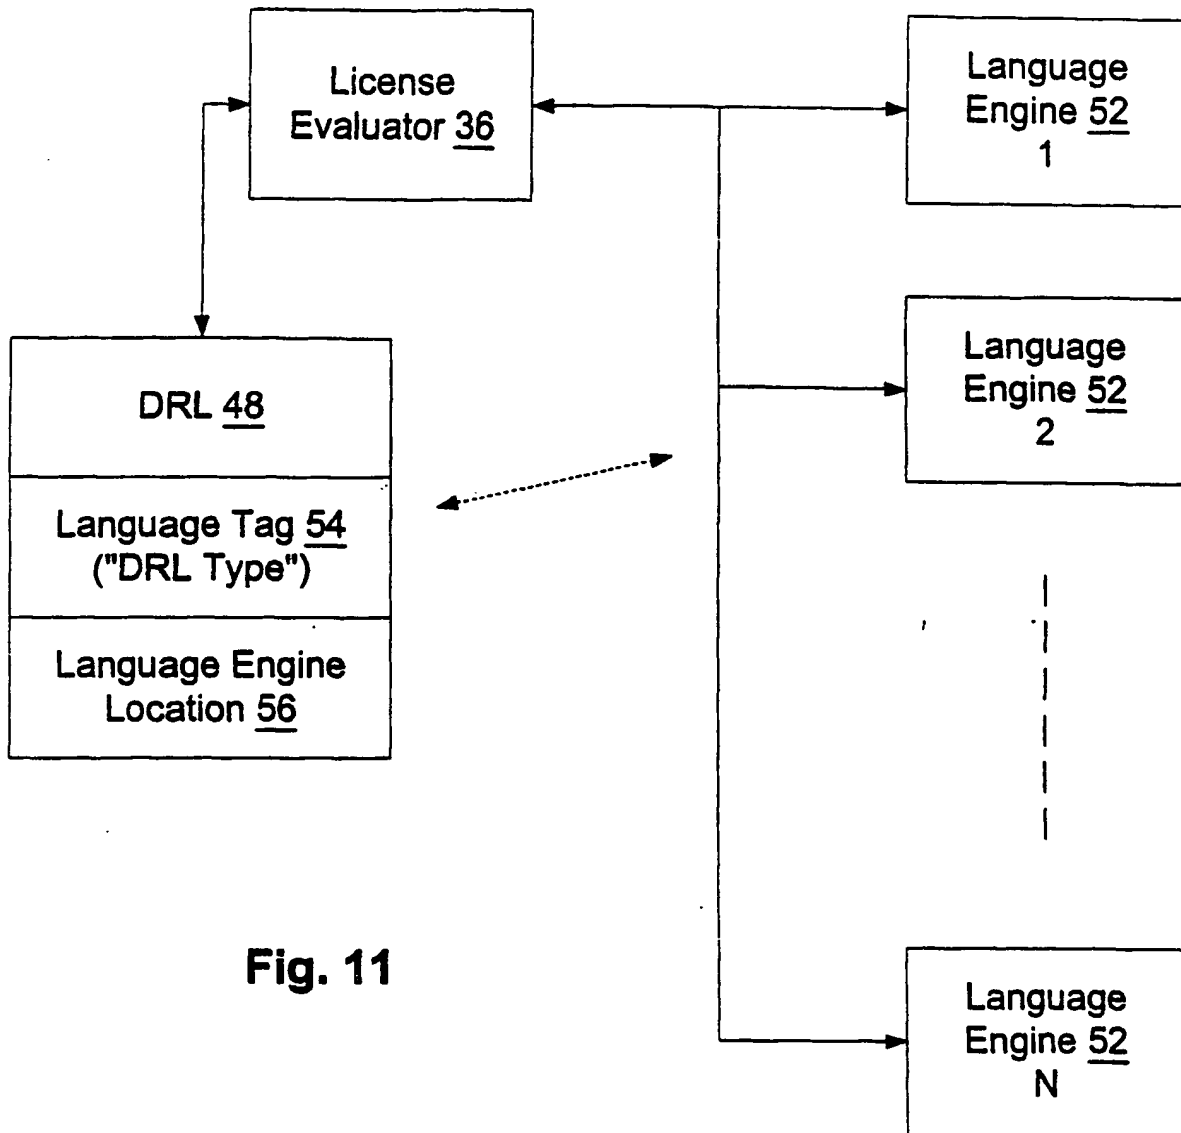 License
Evaluator 36
Language
Engine 52
1
Language
Engine 52
2
DRL 48
Language Tag 54
("DRL Type")
Language Engine
Location 56
Fig. 11
Language
Engine 52
N